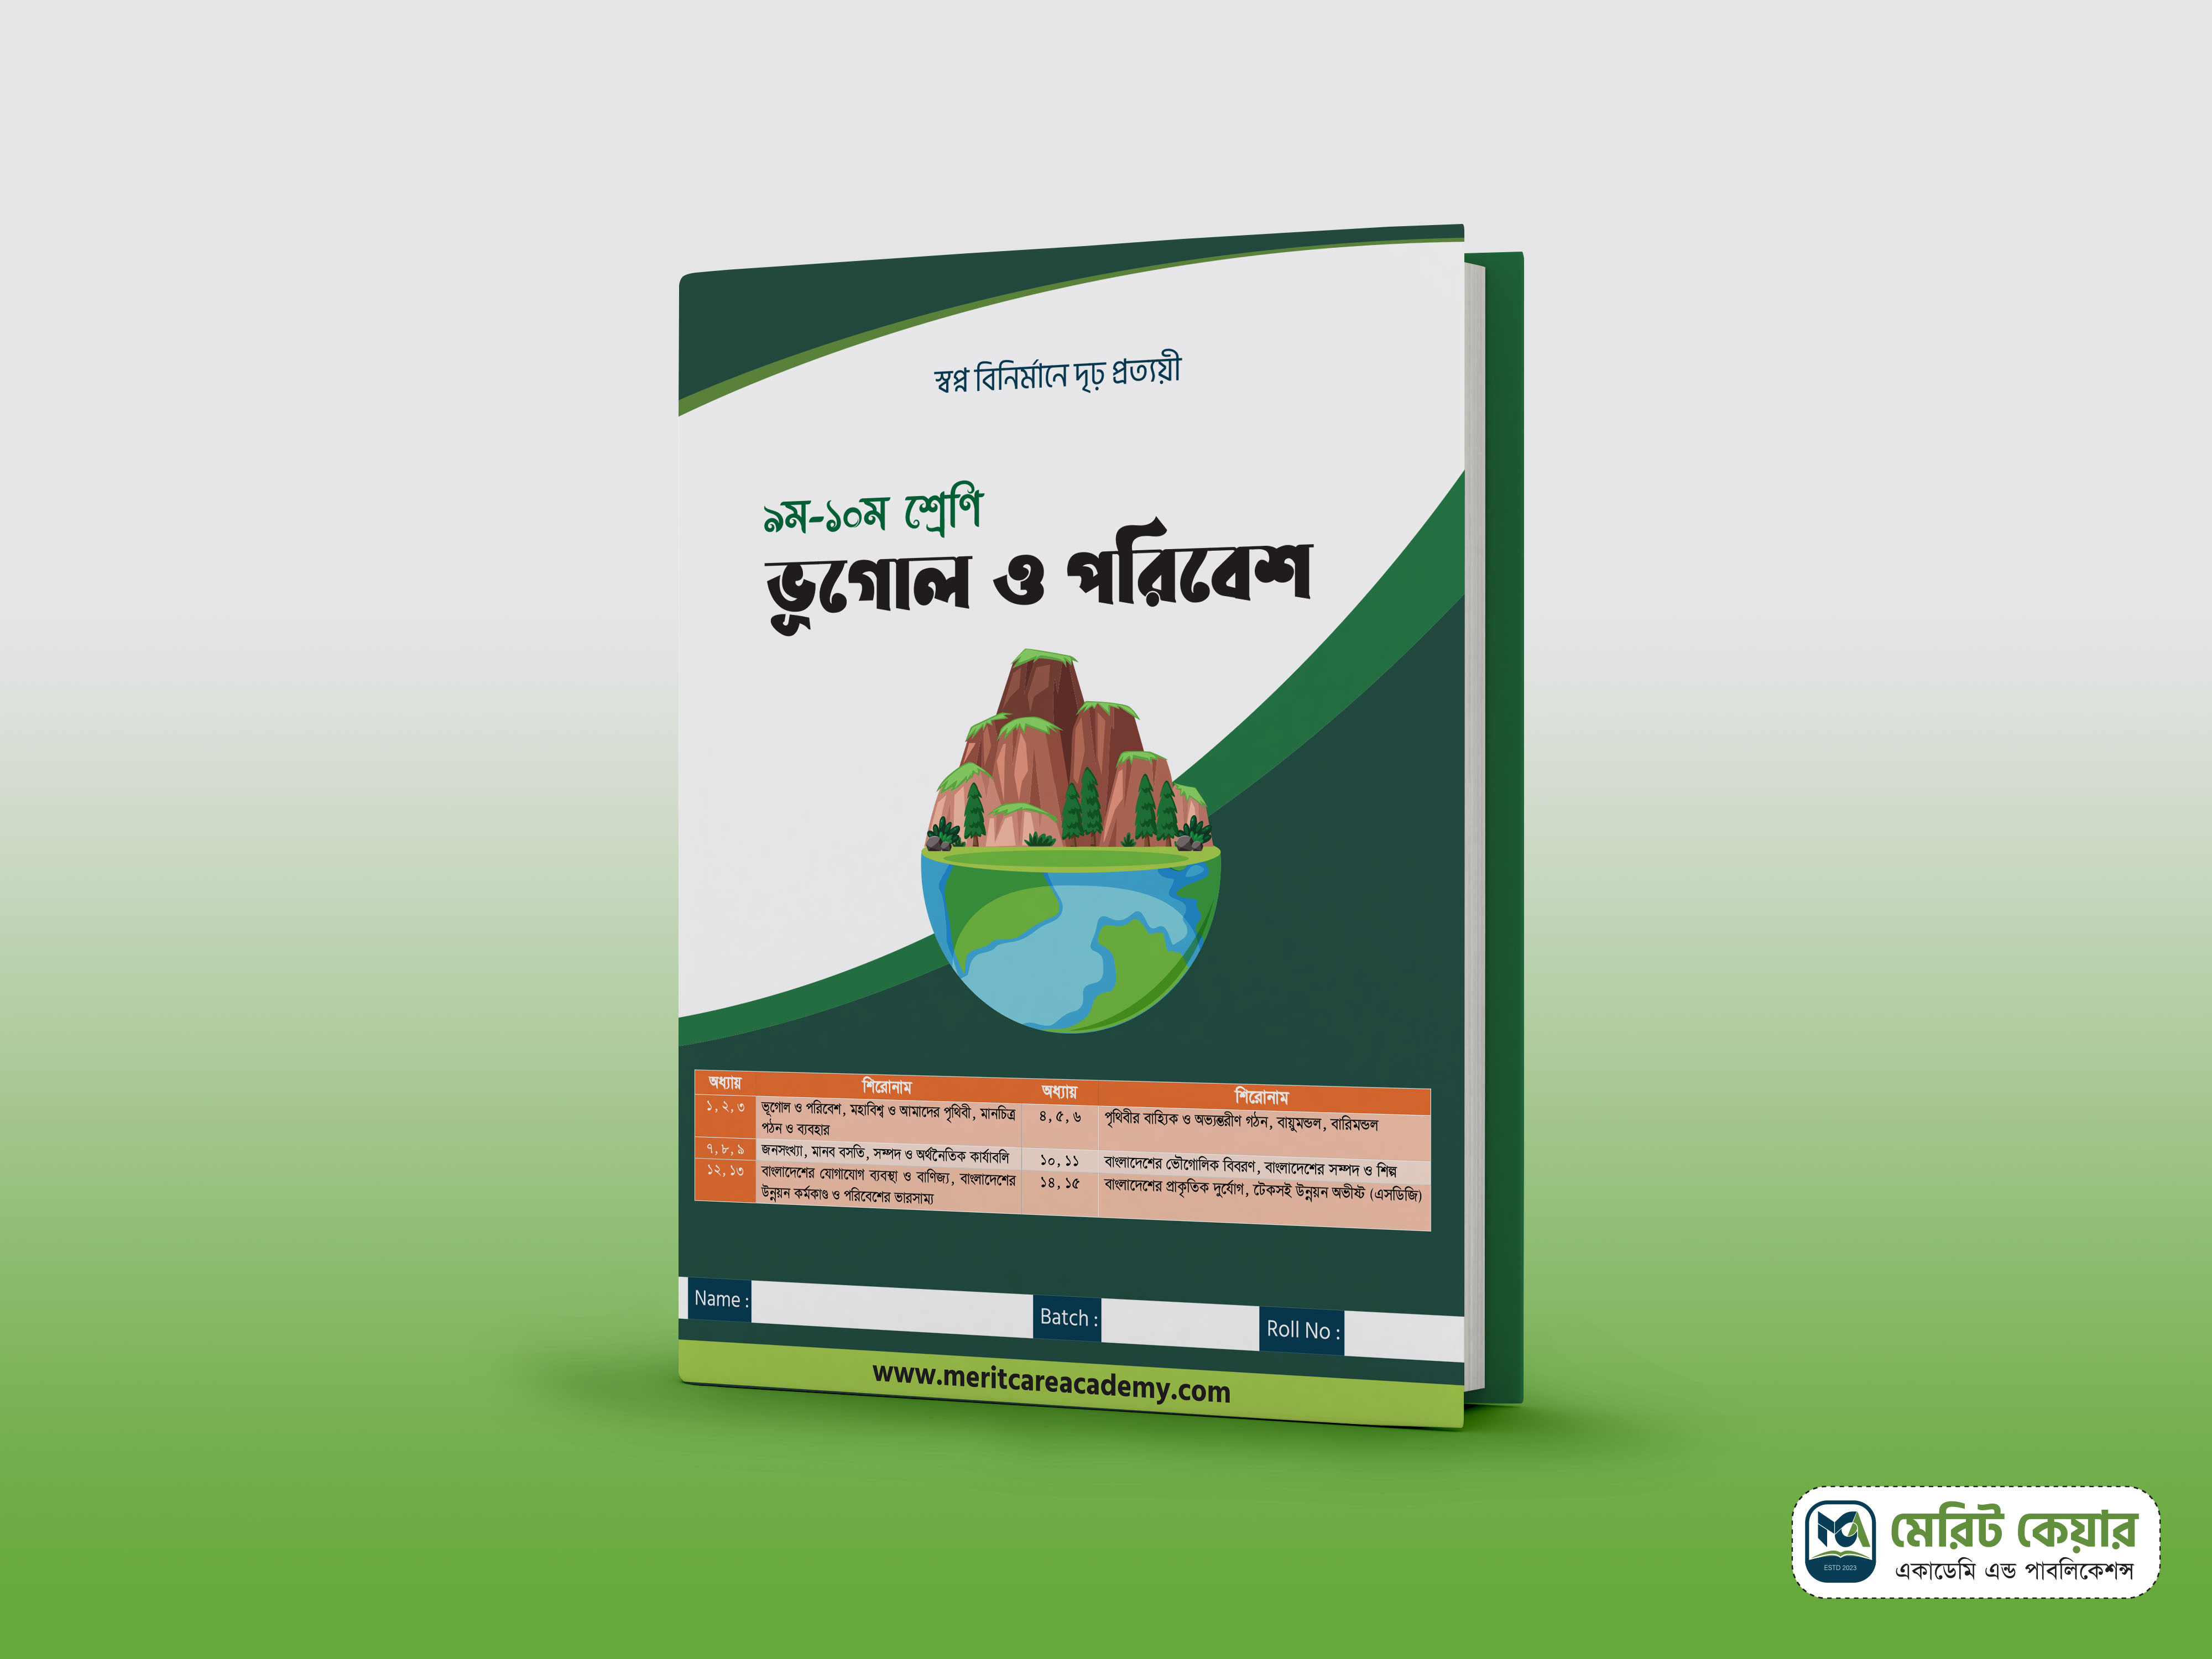 স্বপ্ন বিনির্মানে দৃঢ় প্রত্যয়ী
৯ম-১০ম শ্রেণি
ভূগোল ও পরিবেশ
অধ্যায় শিরোনাম অধ্যায় শিরোনাম
১, ২, ৩ ভূগোল ও পরিবেশ, মহাবিশ্ব ও আমাদের পৃথিবী, মানচিত্র
পঠন ও ব্যবহার
৪, ৫, ৬ পৃথিবীর বাহ্যিক ও অভ্যন্তরীণ গঠন, বায়ুমন্ডল, বারিমন্ডল
৭, ৮, ৯ জনসংখ্যা, মানব বসতি, সম্পদ ও অর্থনৈতিক কার্যাবলি
১০, ১১ বাংলাদেশের ভৌগোলিক বিবরণ, বাংলাদেশের সম্পদ ও শিল্প
১২, ১৩ বাংলাদেশের যোগাযোগ ব্যবস্থা ও বাণিজ্য, বাংলাদেশের
উন্নয়ন কর্মকাণ্ড ও পরিবেশের ভারসাম্য
১৪, ১৫ বাংলাদেশের প্রাকৃতিক দুর্যোগ, টেকসই উন্নয়ন অভীষ্ট (এসডিজি)
Name : Batch : Roll No :
www.meritcareacademy.com
MCA
ESTD 2023
মেরিট কেয়ার
একাডেমি এন্ড পাবলিকেশন্স